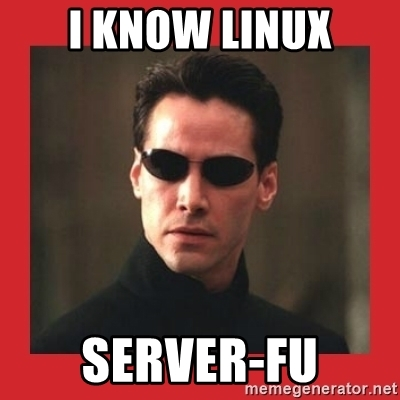 I KNOW LINUX
SERVER-FU
memegenerator.net